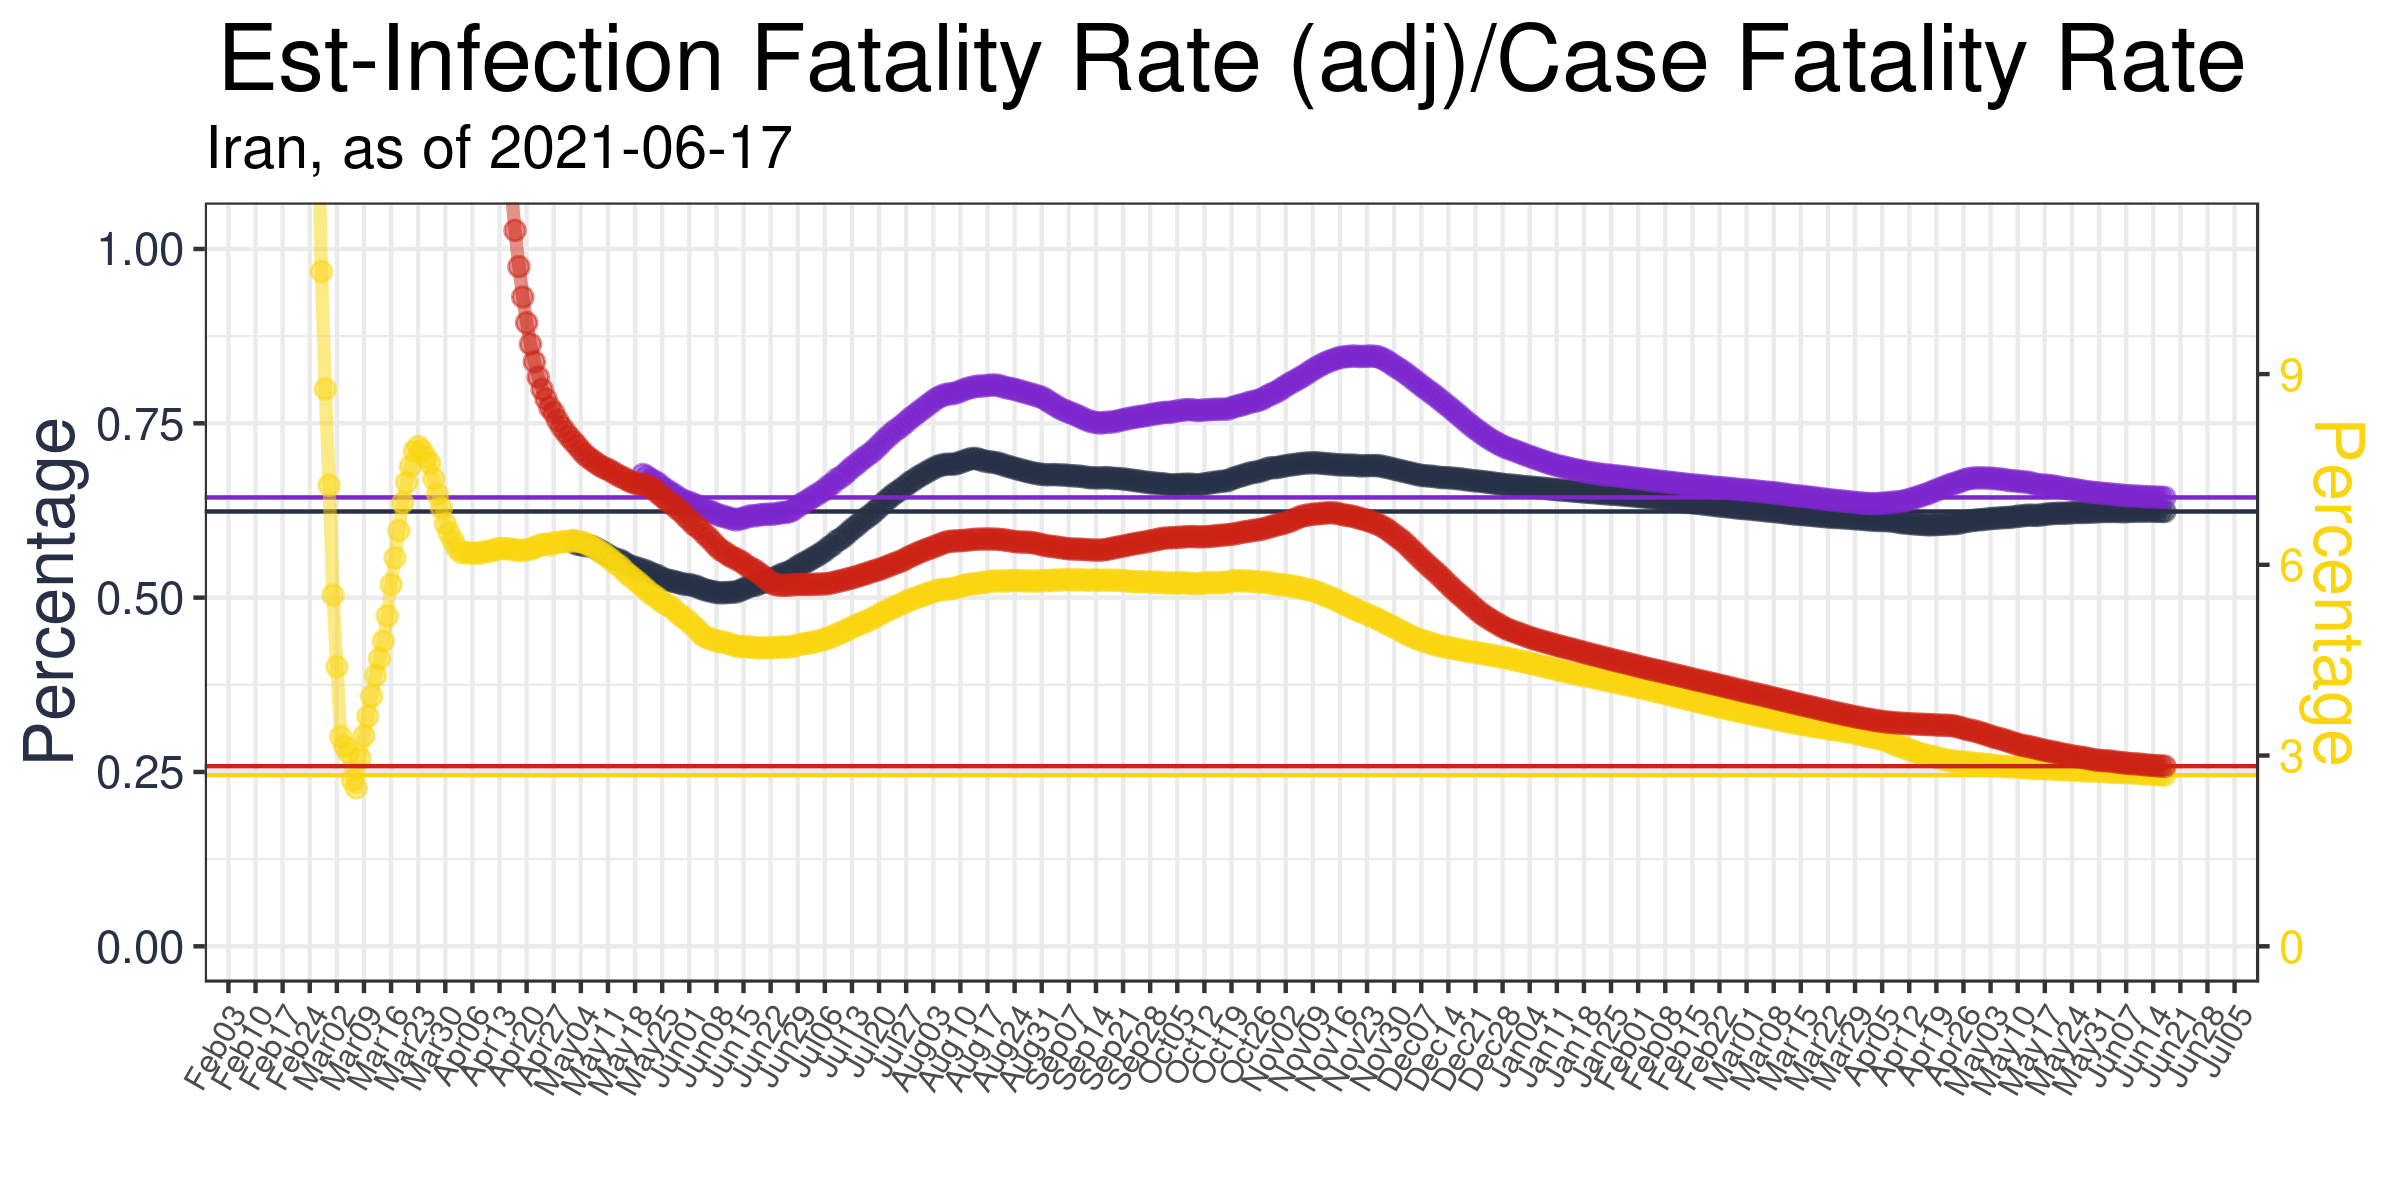 Est-Infection Fatality Rate (adj)/Case Fatality Rate
Iran, as of 2021-06-17
Percentage
1.00
0.75
0.50
0.25
0.00
9
6
3
0
Percentage
Feb03
Feb10
Feb17
Feb24
Mar02
Mar09
Mar16
Mar23
Mar30
Apr06
Apr13
Apr20
Apr27
May04
May11
May18
May25
Jun01
Jun08
Jun15
Jun22
Jun29
Jul06
Jul13
Jul20
Jul27
Aug03
Aug10
Aug17
Aug24
Aug31
Sep07
Sep14
Sep21
Sep28
Oct05
Oct12
Oct19
Oct26
Nov02
Nov09
Nov16
Nov23
Nov30
Dec07
Dec14
Dec21
Dec28
Jan04
Jan11
Jan18
Jan25
Feb01
Feb08
Feb15
Feb22
Mar01
Mar08
Mar15
Mar22
Mar29
Apr05
Apr12
Apr19
Apr26
May03
May10
May17
May24
May31
Jun07
Jun14
Jun21
Jun28
Jul05